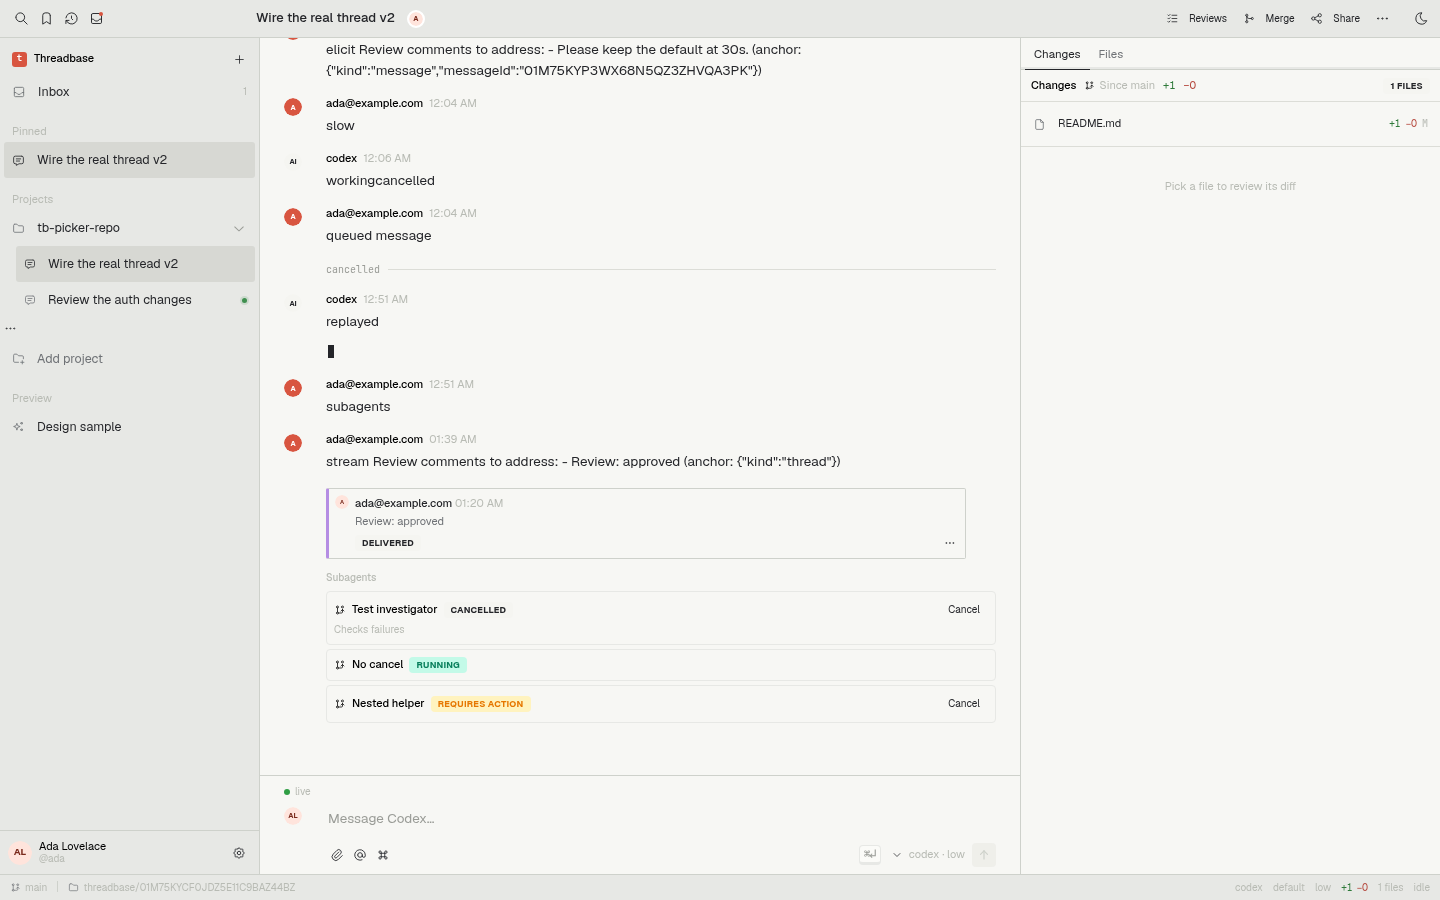 Wire the real thread v2
A
Reviews
Merge
Share
t
Threadbase
Inbox
1
Pinned
Wire the real thread v2
Projects
tb-picker-repo
Wire the real thread v2
Review the auth changes
Add project
Preview
Design sample
AL
Ada Lovelace
@ada
elicit Review comments to address: - Please keep the default at 30s. (anchor:
{"kind":"message","messageId":"01M75KYP3WX68N5QZ3ZHVQA3PK"})
A
ada@example.com 12:04 AM
slow
AI
codex 12:06 AM
workingcancelled
A
ada@example.com 12:04 AM
queued message
cancelled
AI
codex 12:51 AM
replayed
A
ada@example.com 12:51 AM
subagents
A
ada@example.com 01:39 AM
stream Review comments to address: - Review: approved (anchor: {"kind":"thread"})
A
ada@example.com 01:20 AM
Review: approved
DELIVERED
Subagents
Test investigator CANCELLED Cancel
Checks failures
No cancel RUNNING
Nested helper REQUIRES ACTION Cancel
live
AL
Message Codex...
codex · low
Changes Files
Changes Since main +1 −0 1 FILES
README.md +1 −0 M
Pick a file to review its diff
main threadbase/01M75KYCF0JDZ5E11C9BAZ44BZ
codex default low +1 −0 1 files idle